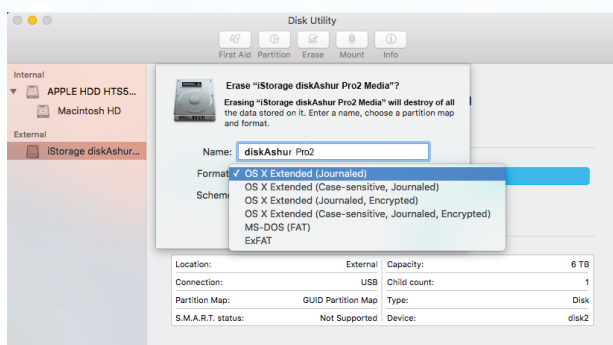 Disk Utility
First Aid Partition Erase Mount Info
Internal
APPLE HDD HTS5...
Macintosh HD
External
iStorage diskAshur...
Erase “iStorage diskAshur Pro2 Media”?
Erasing “iStorage diskAshur Pro2 Media” will destroy of all
the data stored on it. Enter a name, choose a partition map
and format.
Name: diskAshur Pro2
Format ✓ OS X Extended (Journaled)
OS X Extended (Case-sensitive, Journaled)
Schem
OS X Extended (Journaled, Encrypted)
OS X Extended (Case-sensitive, Journaled, Encrypted)
MS-DOS (FAT)
ExFAT
Location: External Capacity: 6 TB
Connection: USB Child count: 1
Partition Map: GUID Partition Map Type: Disk
S.M.A.R.T. status: Not Supported Device: disk2